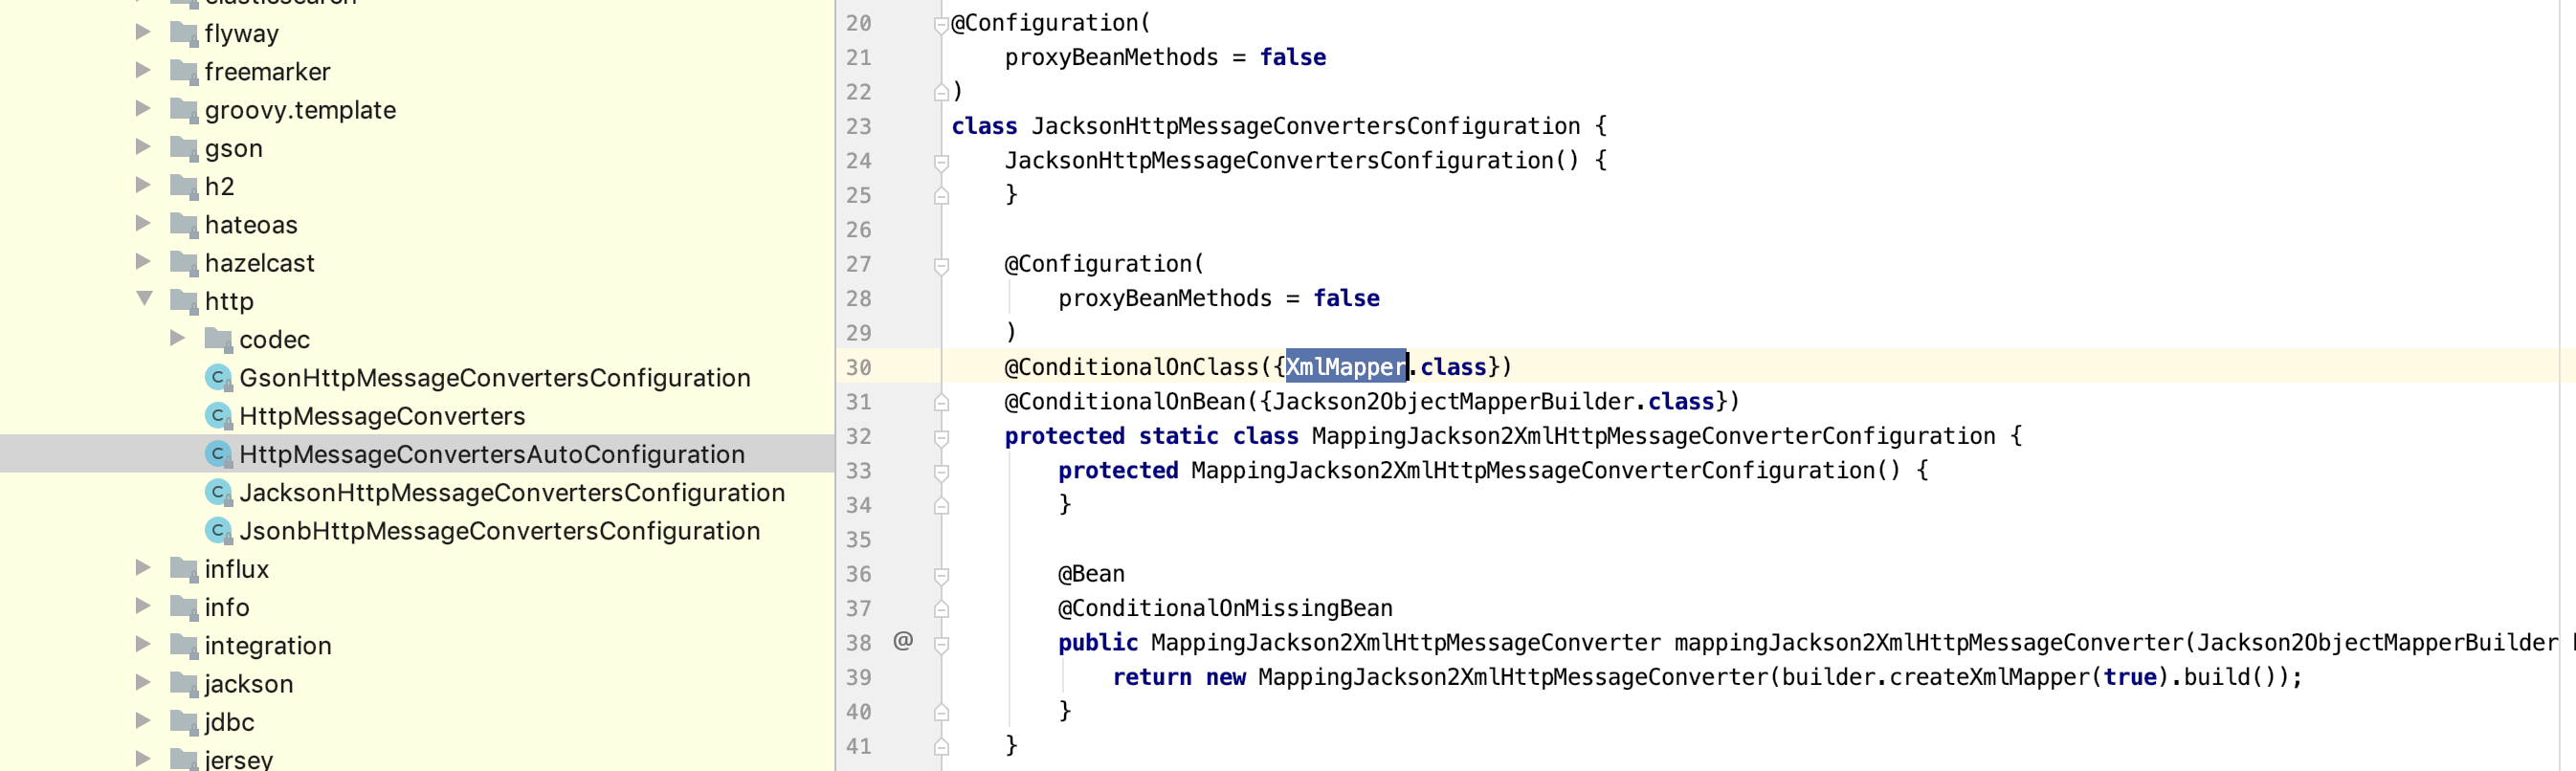 elasticsearch
flyway
freemarker
groovy.template
gson
h2
hateoas
hazelcast
http
codec
GsonHttpMessageConvertersConfiguration
HttpMessageConverters
HttpMessageConvertersAutoConfiguration
JacksonHttpMessageConvertersConfiguration
JsonbHttpMessageConvertersConfiguration
influx
info
integration
jackson
jdbc
jersey
20 @Configuration(
21 proxyBeanMethods = false
22 )
23 class JacksonHttpMessageConvertersConfiguration {
24 JacksonHttpMessageConvertersConfiguration() {
25 }
26
27 @Configuration(
28 proxyBeanMethods = false
29 )
30 @ConditionalOnClass({XmlMapper.class})
31 @ConditionalOnBean({Jackson2ObjectMapperBuilder.class})
32 protected static class MappingJackson2XmlHttpMessageConverterConfiguration {
33 protected MappingJackson2XmlHttpMessageConverterConfiguration() {
34 }
35
36 @Bean
37 @ConditionalOnMissingBean
38 @ public MappingJackson2XmlHttpMessageConverter mappingJackson2XmlHttpMessageConverter(Jackson2ObjectMapperBuilder
39 return new MappingJackson2XmlHttpMessageConverter(builder.createXmlMapper(true).build());
40 }
41 }